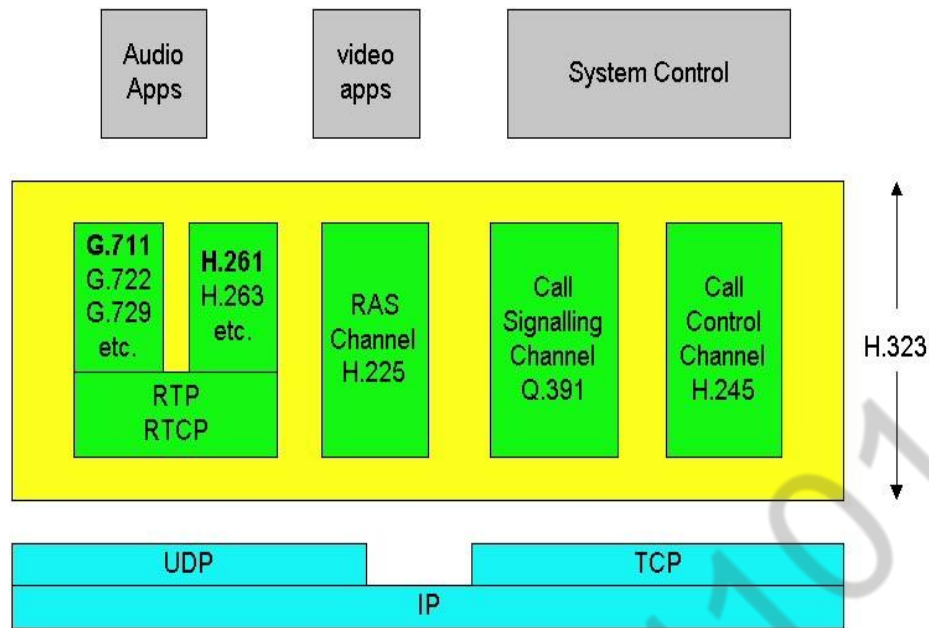 Audio
Apps
video
apps
System Control
G.711
G.722
G.729
etc.
H.261
H.263
etc.
RTP
RTCP
RAS
Channel
H.225
Call
Signalling
Channel
Q.391
Call
Control
Channel
H.245
H.323
UDP
TCP
IP